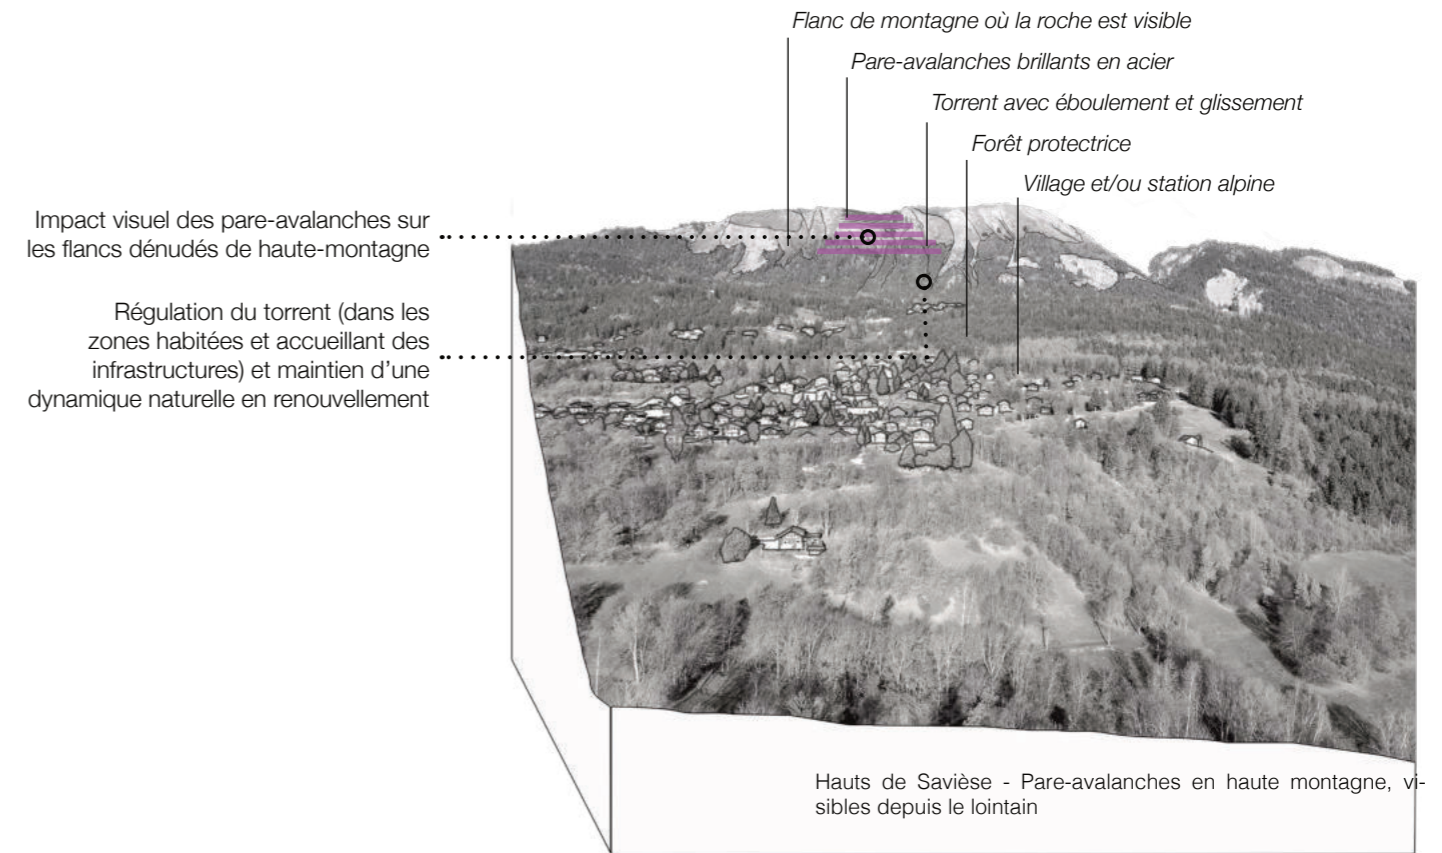 Flanc de montagne où la roche est visible
Pare-avalanches brillants en acier
Torrent avec éboulement et glissement
Forêt protectrice
Village et/ou station alpine
Impact visuel des pare-avalanches sur
les flancs dénudés de haute-montagne
Régulation du torrent (dans les
zones habitées et accueillant des
infrastructures) et maintien d’une
dynamique naturelle en renouvellement
Hauts de Savièse - Pare-avalanches en haute montagne, vi-
sibles depuis le lointain